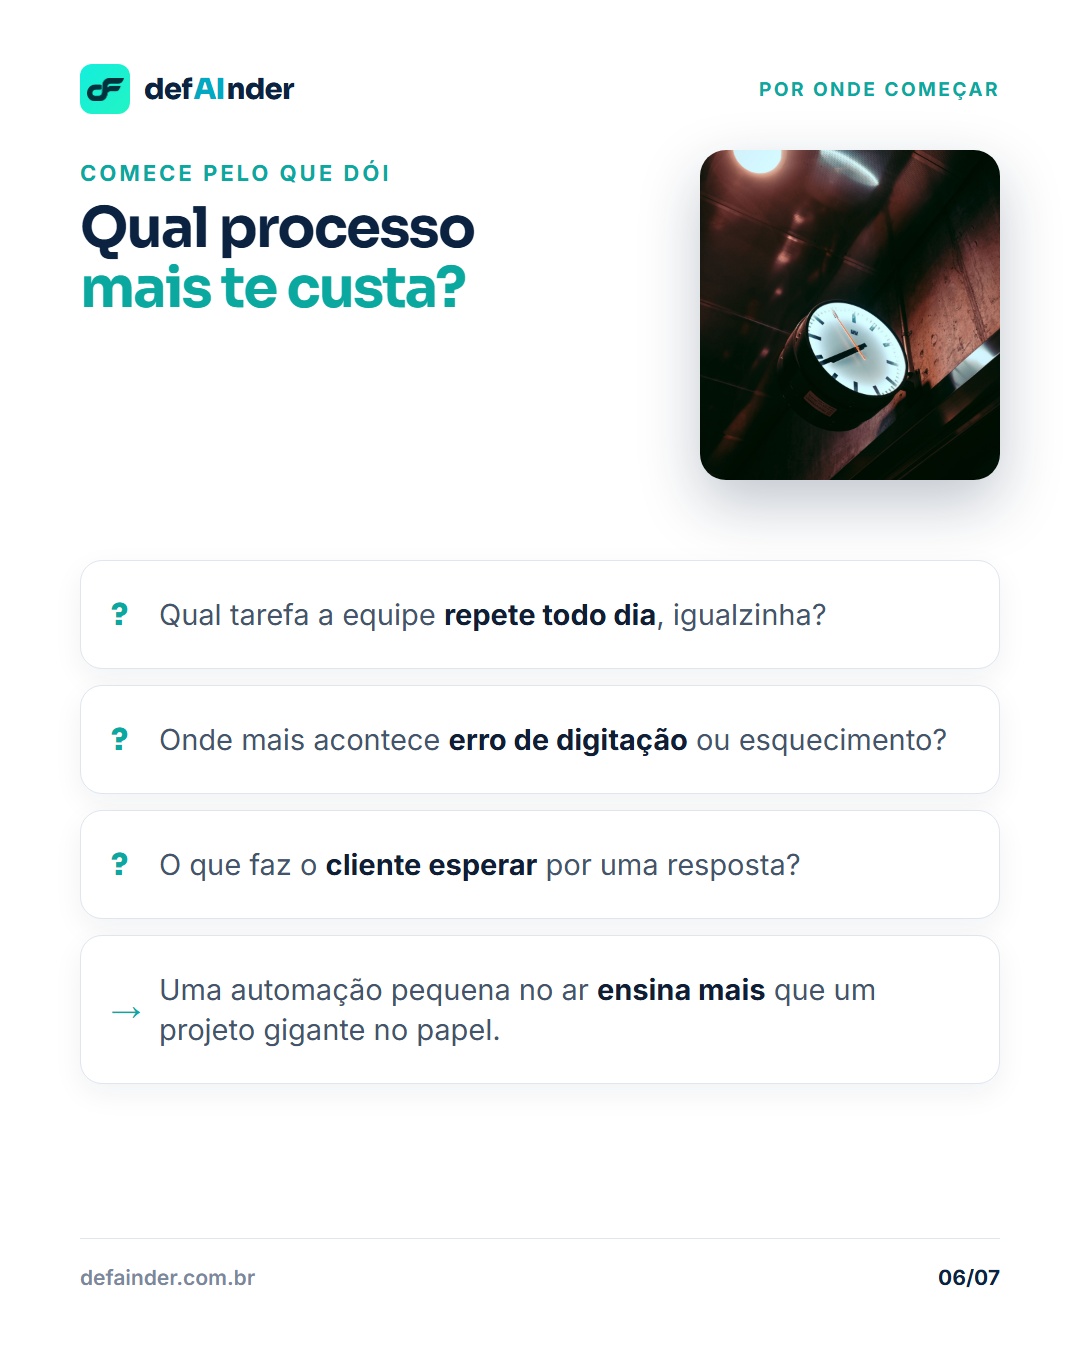 defAInder
POR ONDE COMEÇAR
COMECE PELO QUE DÓI
Qual processo
mais te custa?
? Qual tarefa a equipe repete todo dia, igualzinha?
? Onde mais acontece erro de digitação ou esquecimento?
? O que faz o cliente esperar por uma resposta?
→ Uma automação pequena no ar ensina mais que um
projeto gigante no papel.
defainder.com.br
06/07